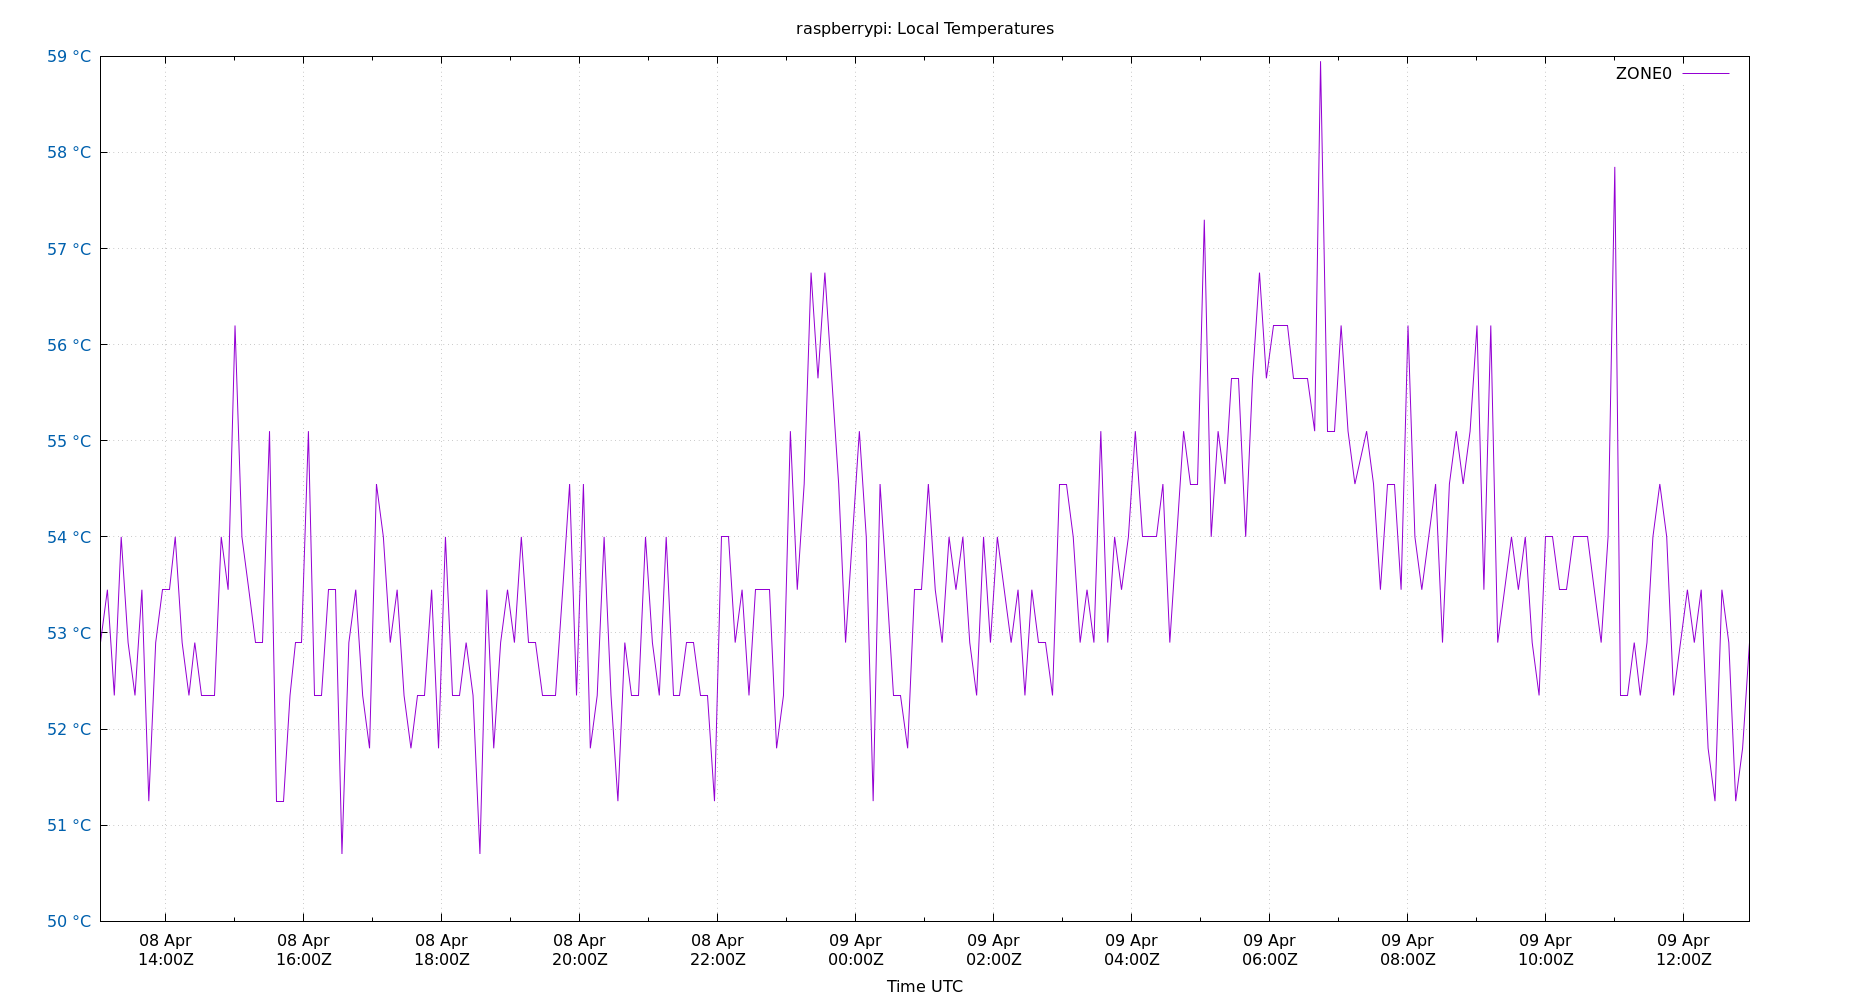 raspberrypi: Local Temperatures
ZONE0
59 °C
58 °C
57 °C
56 °C
55 °C
54 °C
53 °C
52 °C
51 °C
50 °C
08 Apr 08 Apr 08 Apr 08 Apr 08 Apr 09 Apr 09 Apr 09 Apr 09 Apr 09 Apr 09 Apr 09 Apr
14:00Z 16:00Z 18:00Z 20:00Z 22:00Z 00:00Z 02:00Z 04:00Z 06:00Z 08:00Z 10:00Z 12:00Z
Time UTC